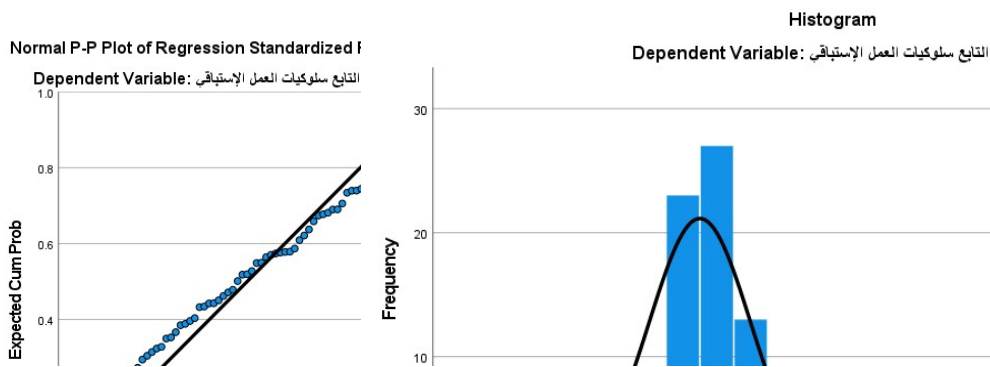 Normal P-P Plot of Regression Standardized
Dependent Variable: التابع سلوكيات العمل الإستباقي
1.0
0.8
0.6
0.4
Expected Cum Prob
Histogram
Dependent Variable: التابع سلوكيات العمل الإستباقي
30
20
10
Frequency